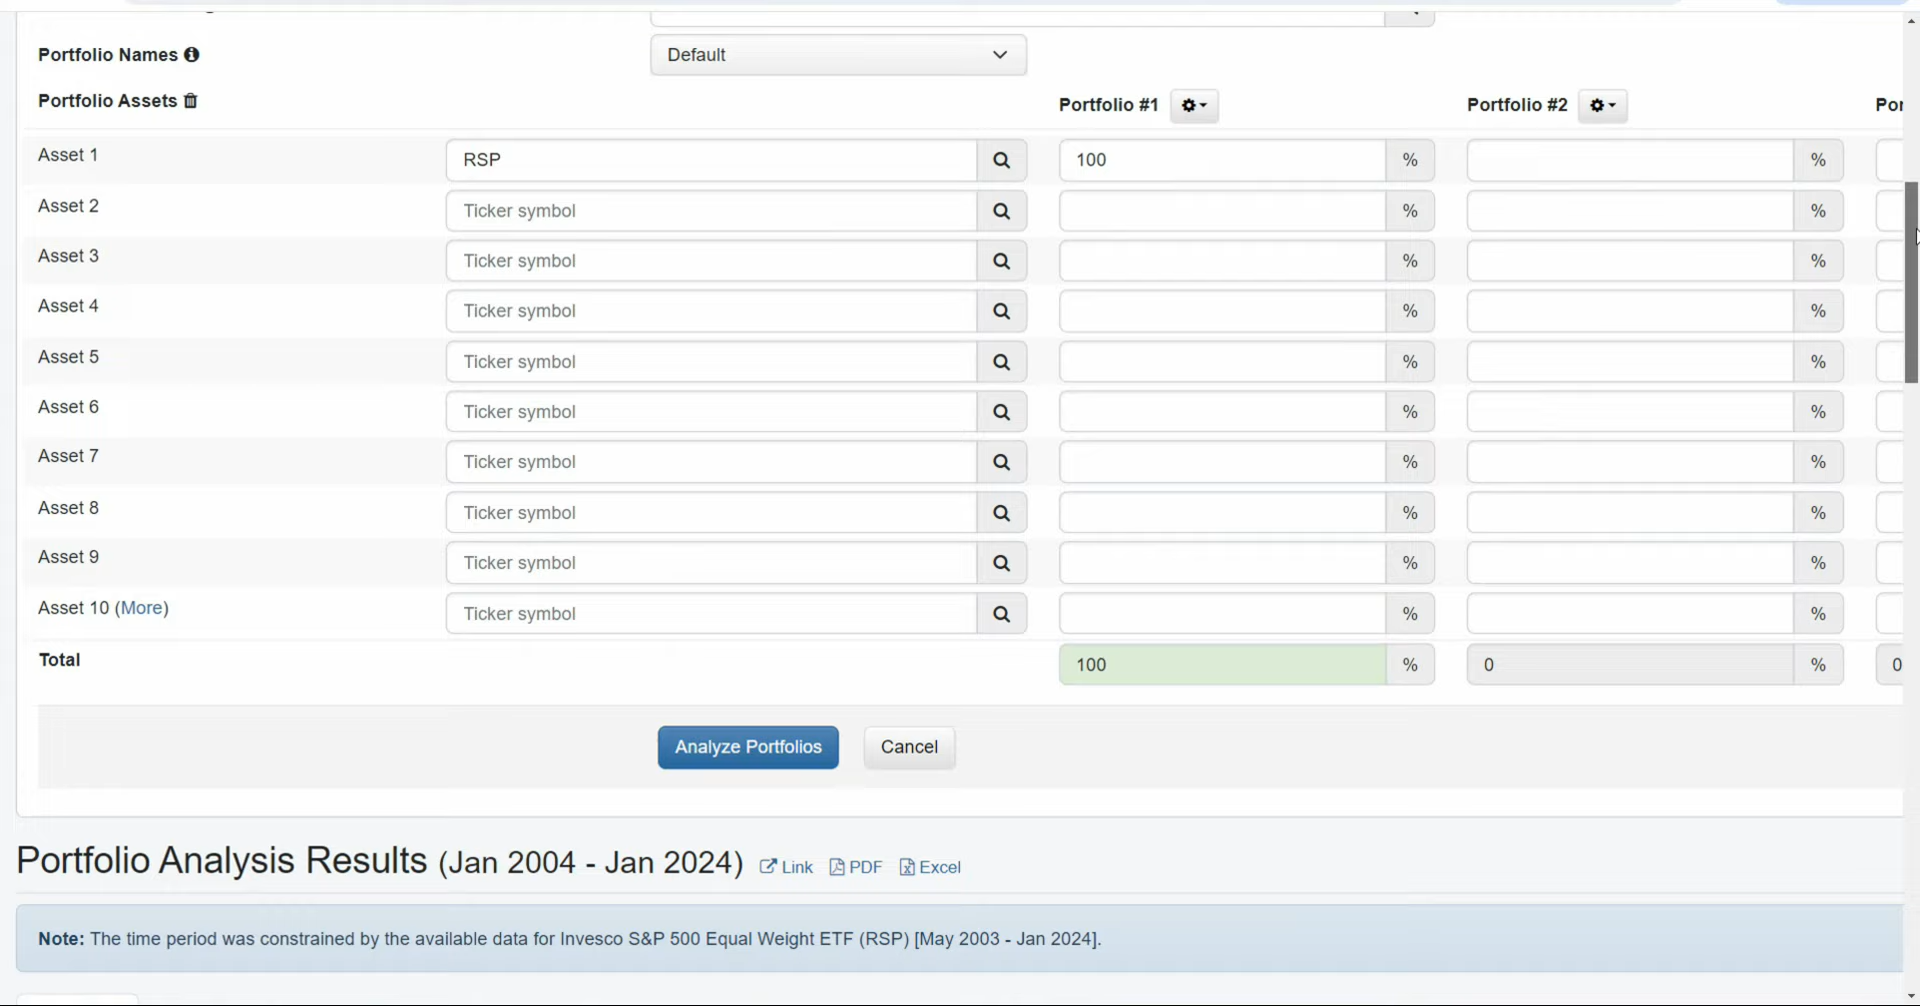 Portfolio Names
Default
Portfolio Assets
Portfolio #1
Portfolio #2
Por
Asset 1
RSP
100 %
%
Asset 2
Ticker symbol
%
%
Asset 3
Ticker symbol
%
%
Asset 4
Ticker symbol
%
%
Asset 5
Ticker symbol
%
%
Asset 6
Ticker symbol
%
%
Asset 7
Ticker symbol
%
%
Asset 8
Ticker symbol
%
%
Asset 9
Ticker symbol
%
%
Asset 10 (More)
Ticker symbol
%
%
Total
100 %
0 %
0
Analyze Portfolios
Cancel
Portfolio Analysis Results (Jan 2004 - Jan 2024) Link PDF Excel
Note: The time period was constrained by the available data for Invesco S&P 500 Equal Weight ETF (RSP) [May 2003 - Jan 2024].